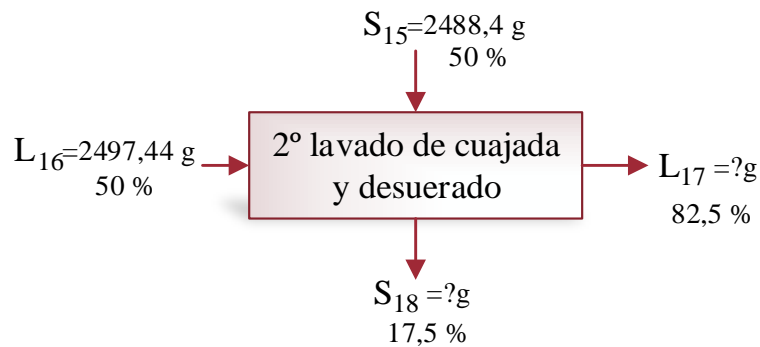 S15=2488,4 g
50 %
L16=2497,44 g
50 %
2º lavado de cuajada
y desuerado
L17 =?g
82,5 %
S18 =?g
17,5 %